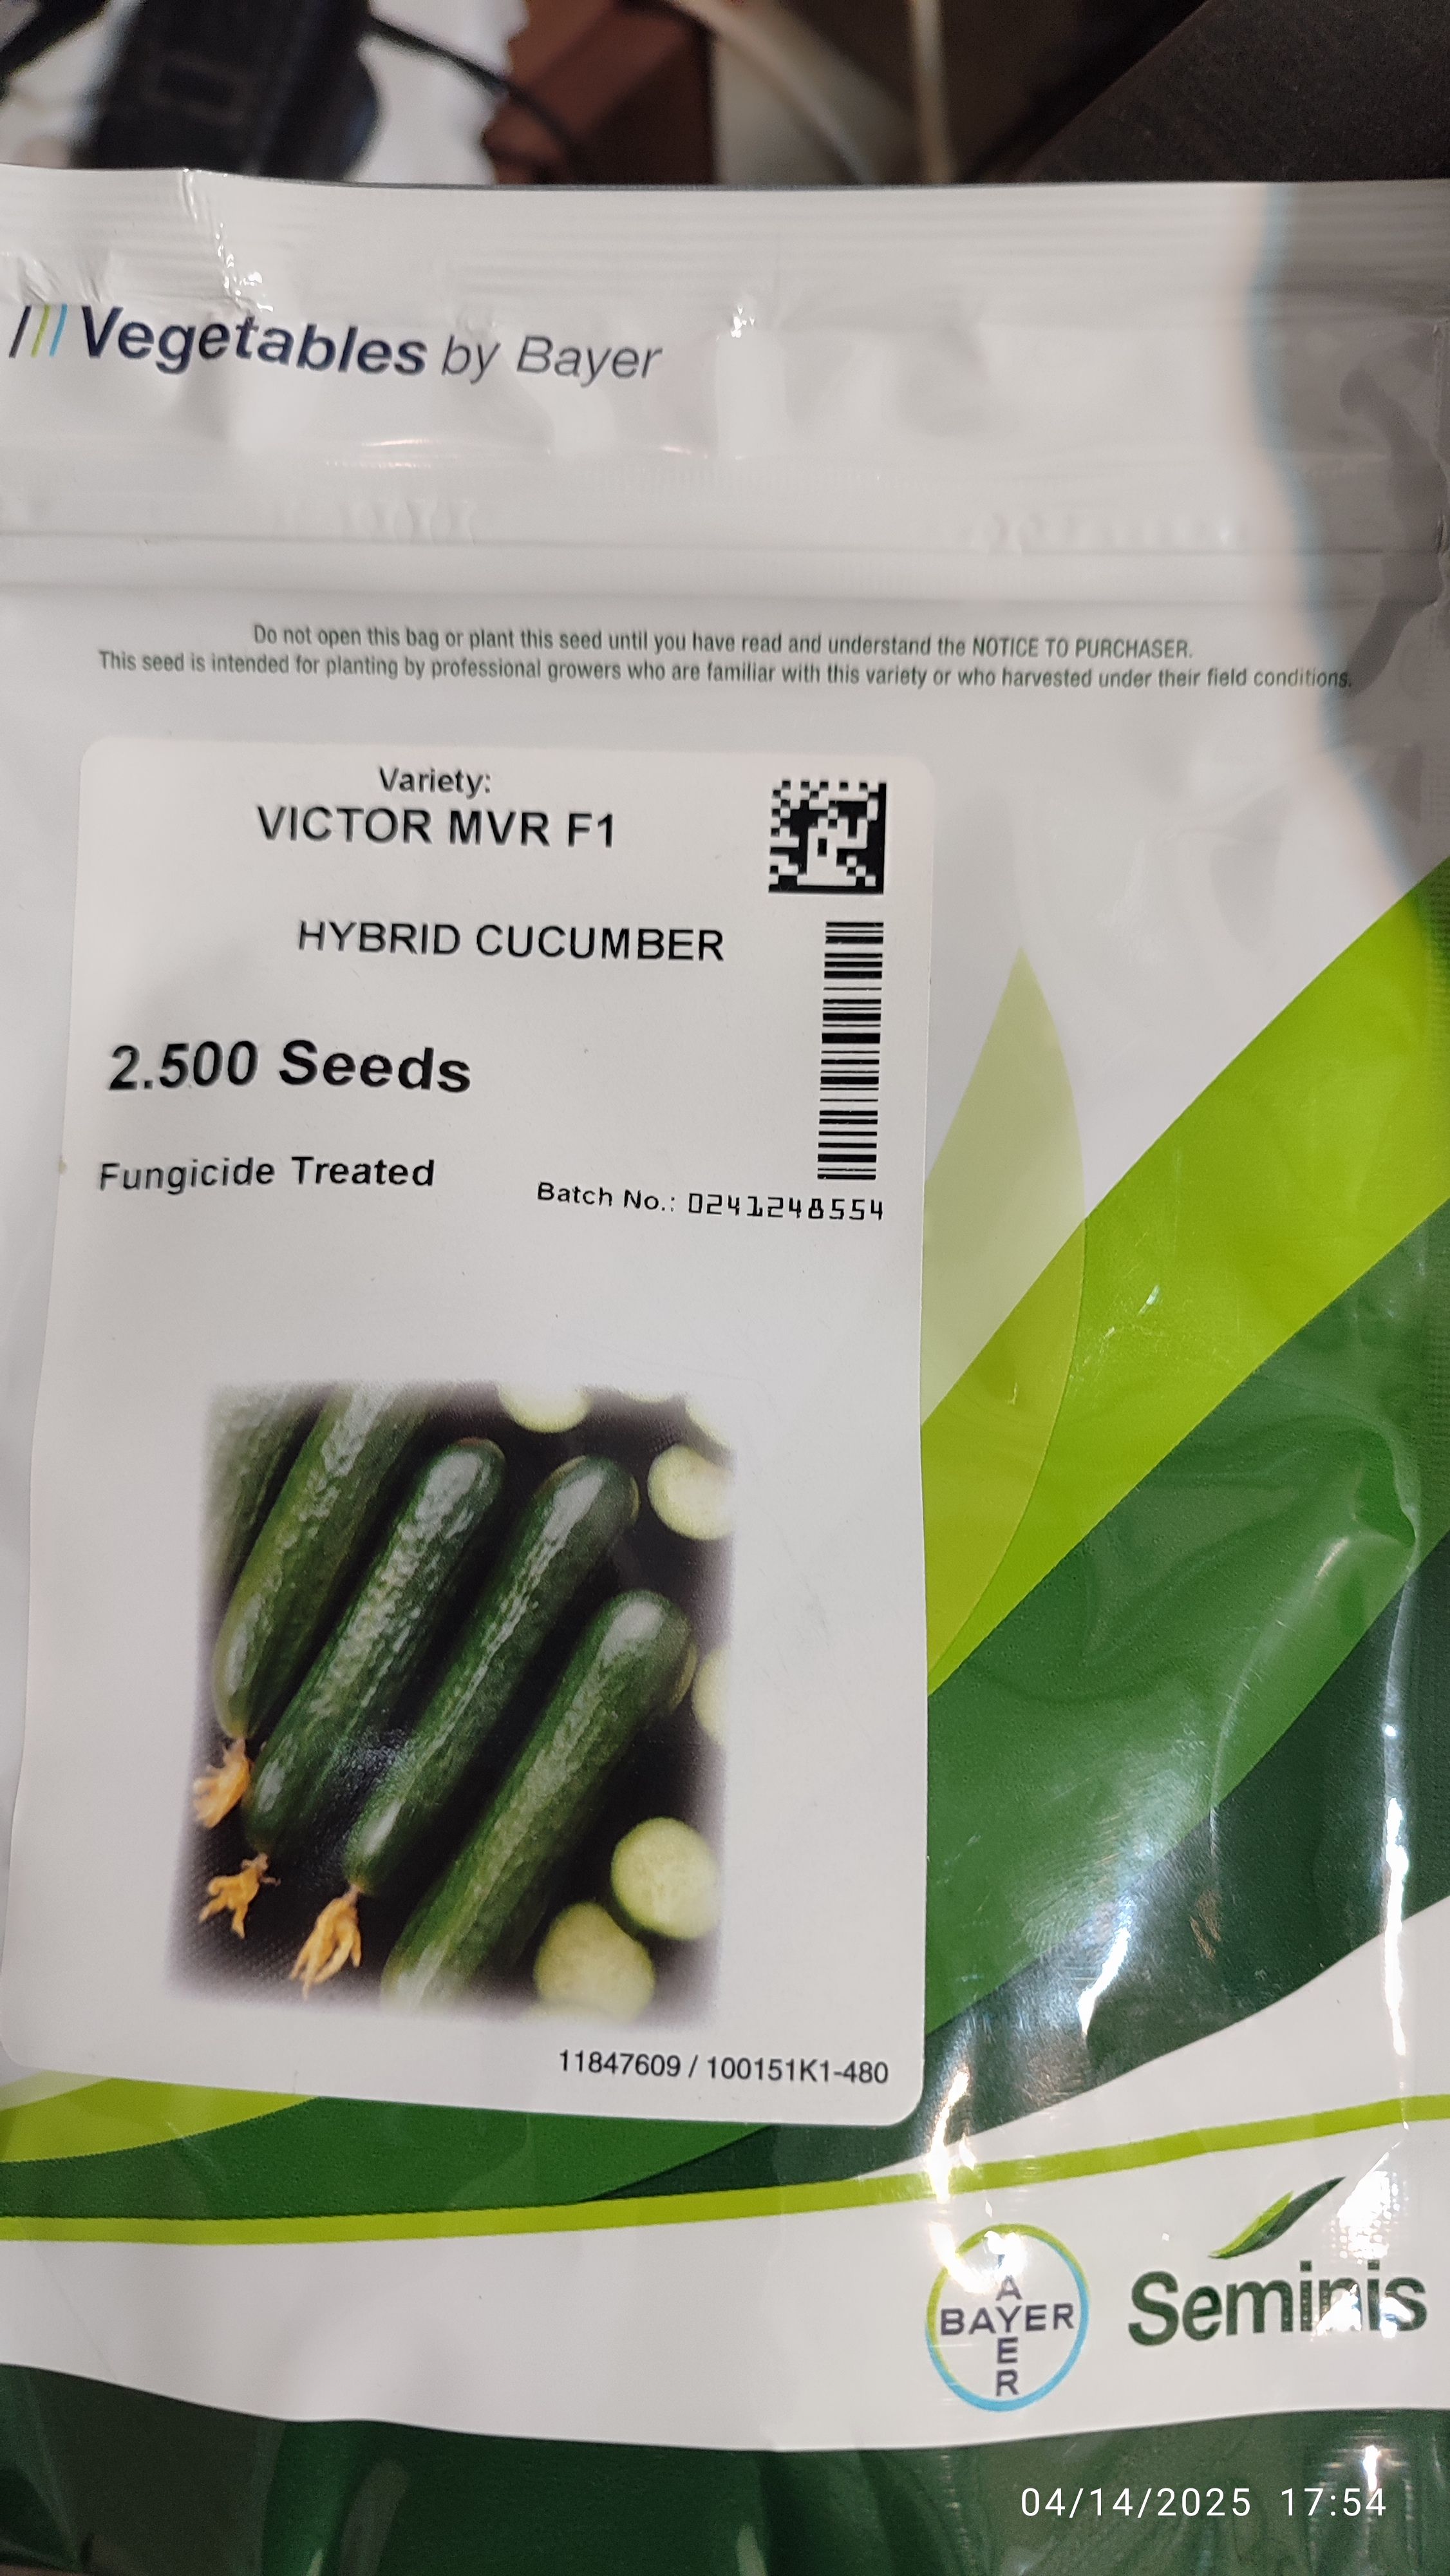 Vegetables by Bayer
Do not open this bag or plant this seed until you have read and understand the NOTICE TO PURCHASER.
This seed is intended for planting by professional growers who are familiar with this variety or who harvested under their field conditions.
Variety:
VICTOR MVR F1
HYBRID CUCUMBER
2.500 Seeds
Fungicide Treated
Batch No.: 0241248554
11847609 / 100151K1-480
BAYER
BAYER
Seminis
04/14/2025 17:54